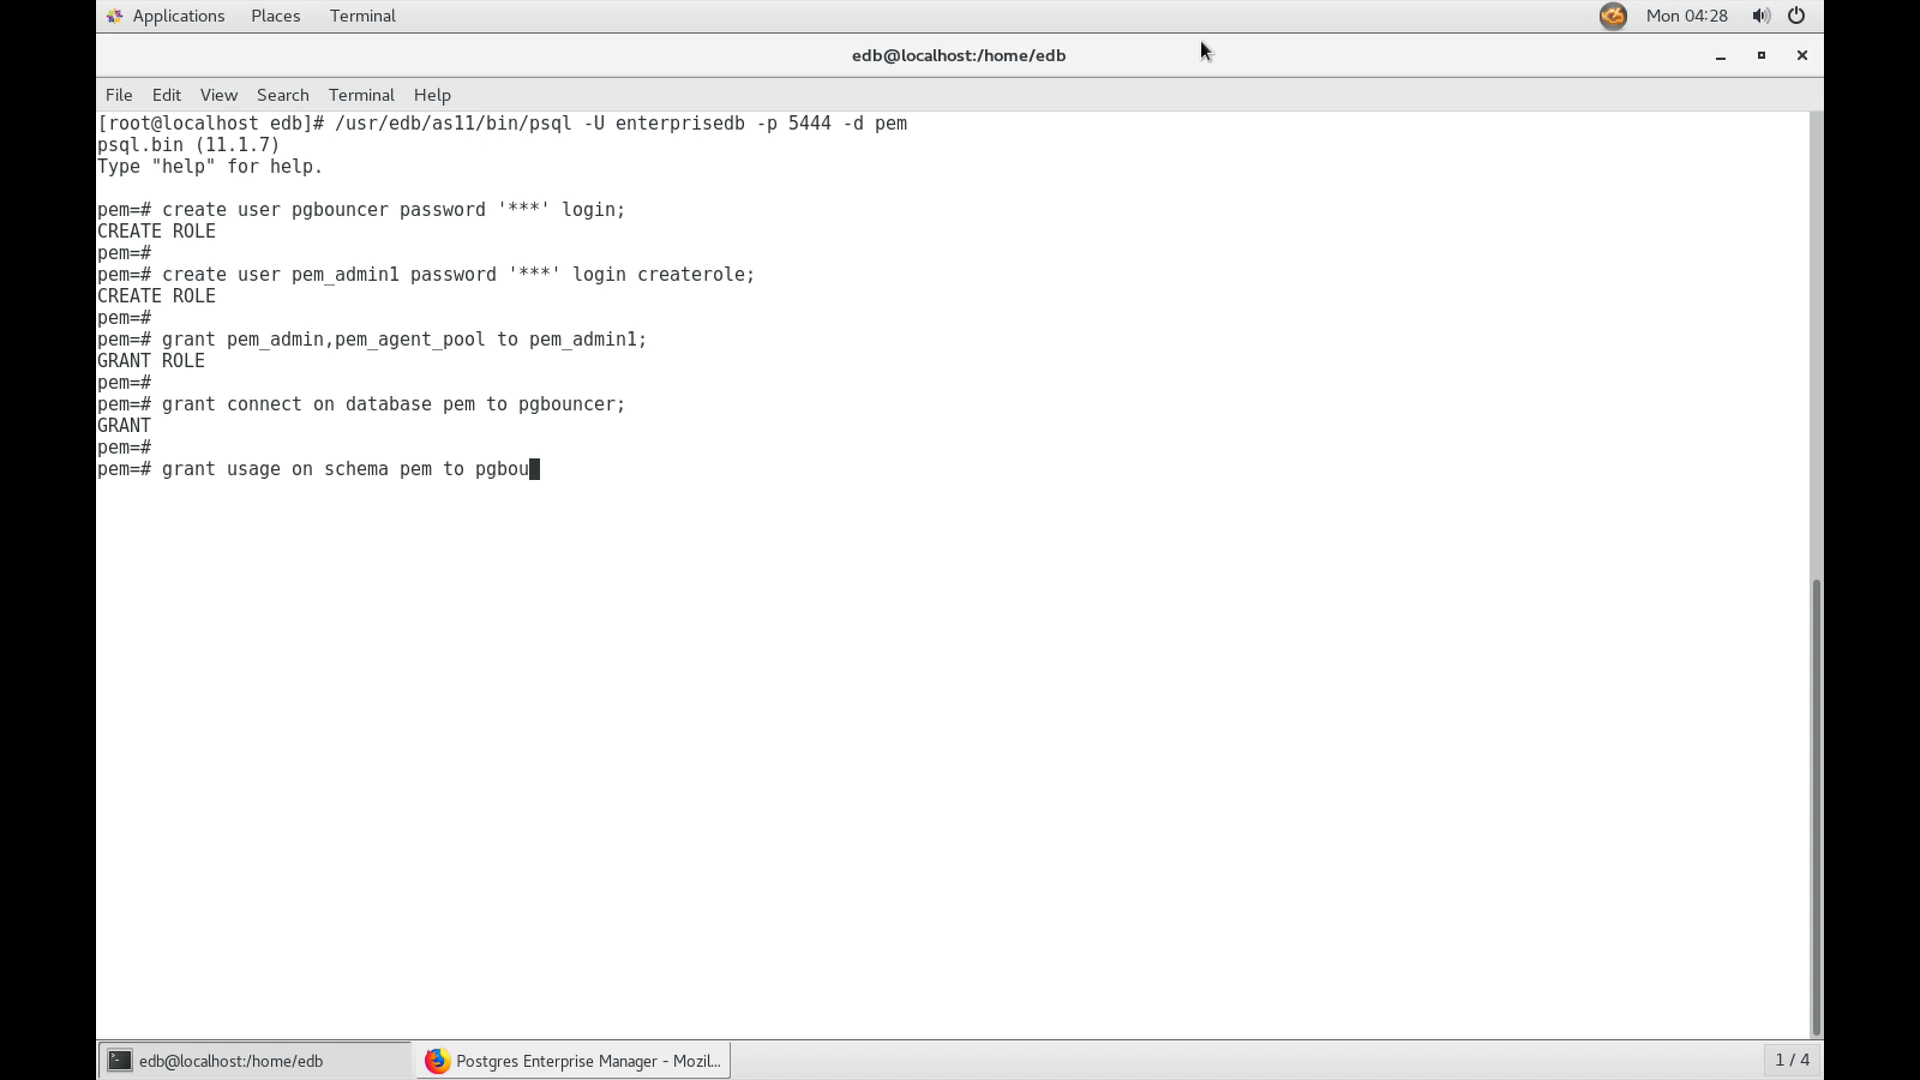 Applications Places Terminal Mon 04:28
edb@localhost:/home/edb
File Edit View Search Terminal Help
[root@localhost edb]# /usr/edb/as11/bin/psql -U enterprisedb -p 5444 -d pem
psql.bin (11.1.7)
Type "help" for help.
pem=# create user pgbouncer password '***' login;
CREATE ROLE
pem=#
pem=# create user pem_admin1 password '***' login createrole;
CREATE ROLE
pem=#
pem=# grant pem_admin,pem_agent_pool to pem_admin1;
GRANT ROLE
pem=#
pem=# grant connect on database pem to pgbouncer;
GRANT
pem=#
pem=# grant usage on schema pem to pgbou
edb@localhost:/home/edb Postgres Enterprise Manager - Mozil... 1 / 4